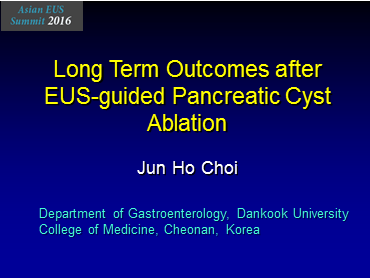 Asian EUS
Summit 2016
Long Term Outcomes after
EUS-guided Pancreatic Cyst
Ablation
Jun Ho Choi
Department of Gastroenterology, Dankook University
College of Medicine, Cheonan, Korea